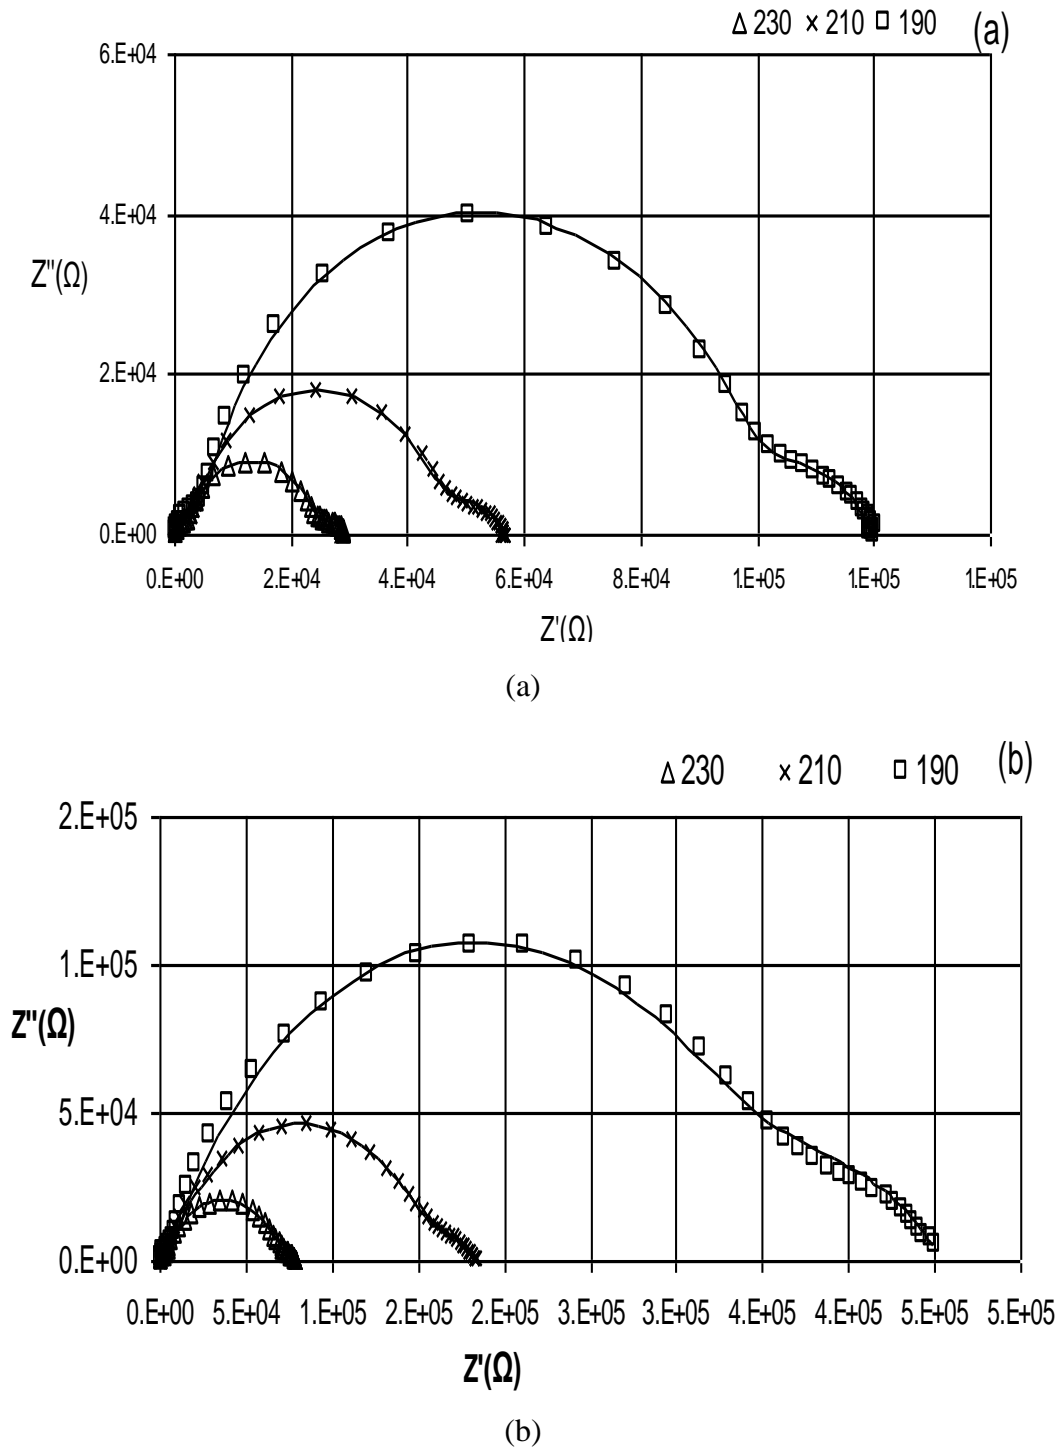 △ 230 × 210 □ 190 (a)
6.E+04
4.E+04
Z"(Ω)
2.E+04
0.E+00
0.E+00 2.E+04 4.E+04 6.E+04 8.E+04 1.E+05 1.E+05 1.E+05
Z'(Ω)
(a)
△ 230 × 210 □ 190 (b)
2.E+05
1.E+05
Z"(Ω)
5.E+04
0.E+00
0.E+00 5.E+04 1.E+05 2.E+05 2.E+05 3.E+05 3.E+05 4.E+05 4.E+05 5.E+05 5.E+05
Z'(Ω)
(b)